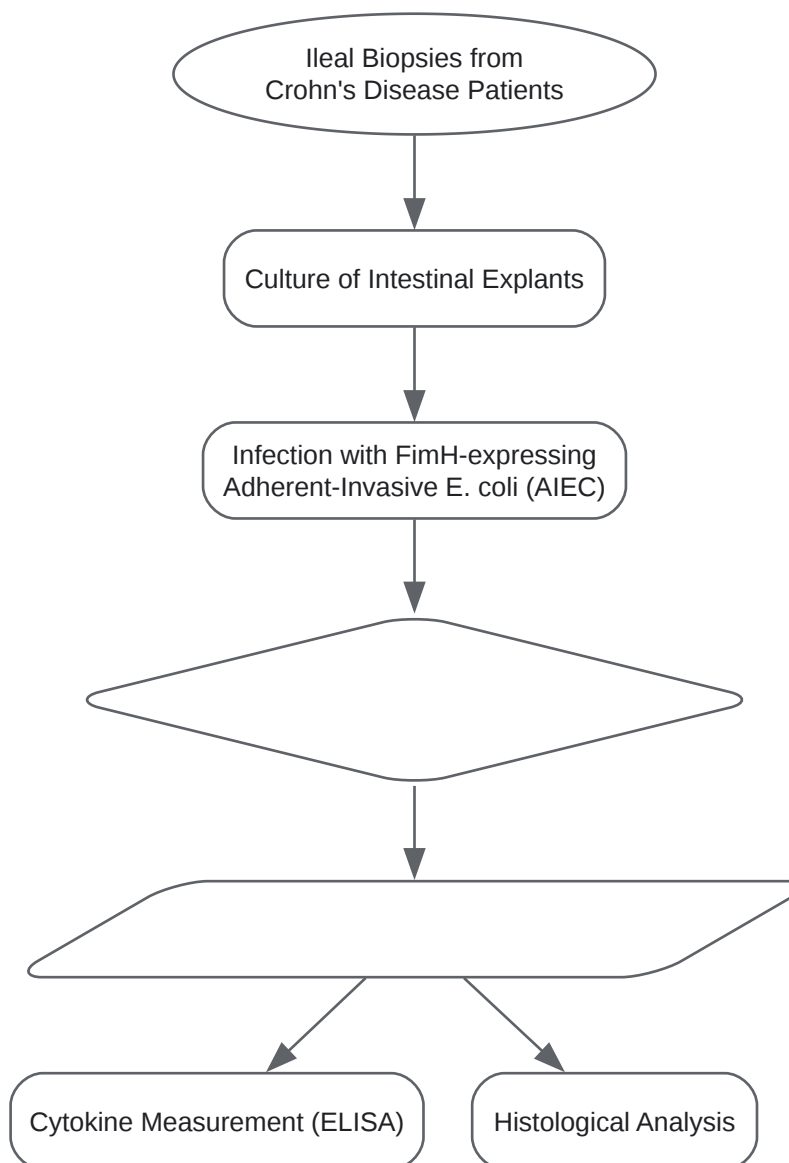 Ileal Biopsies from
Crohn's Disease Patients
Culture of Intestinal Explants
Infection with FimH-expressing
Adherent-Invasive E. coli (AIEC)
Cytokine Measurement (ELISA)
Histological Analysis